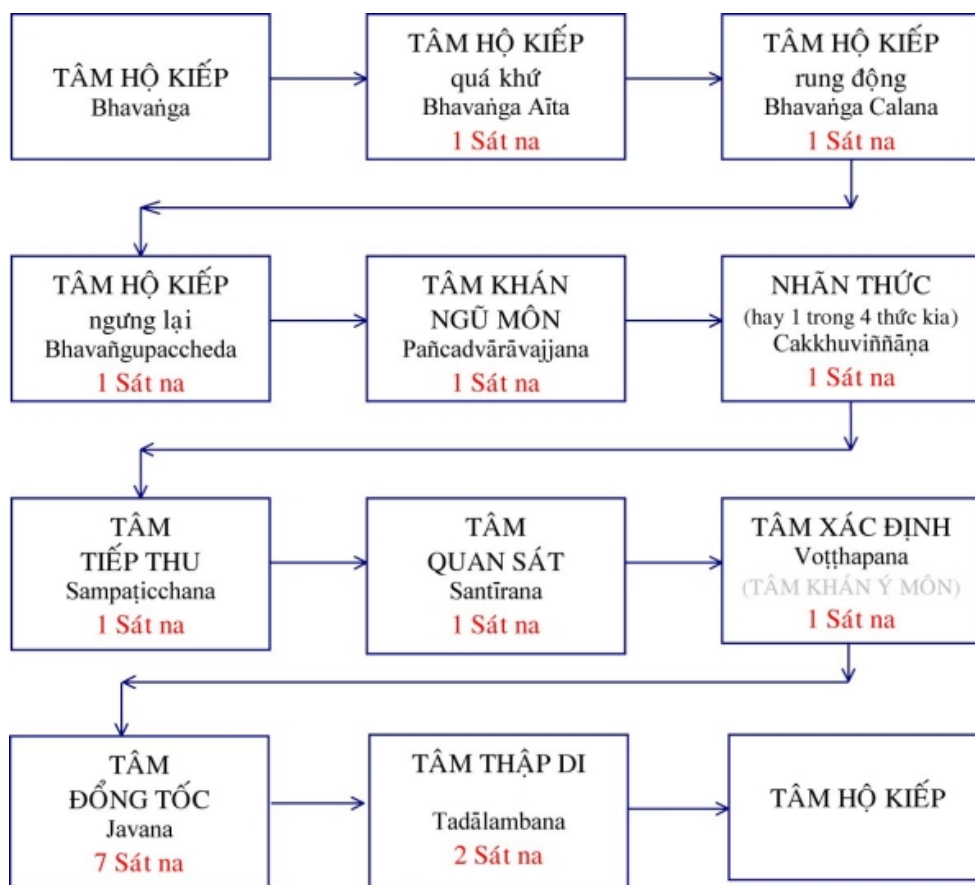 TÂM HỘ KIẾP
Bhavaṅga
TÂM HỘ KIẾP
quá khứ
Bhavaṅga Aīta
1 Sát na
TÂM HỘ KIẾP
rung động
Bhavaṅga Calana
1 Sát na
TÂM HỘ KIẾP
ngưng lại
Bhavañgupaccheda
1 Sát na
TÂM KHÁN
NGŨ MÔN
Pañcadvārāvajjana
1 Sát na
NHÃN THỨC
(hay 1 trong 4 thức kia)
Cakkhuviññāṇa
1 Sát na
TÂM
TIẾP THU
Sampaṭicchana
1 Sát na
TÂM
QUAN SÁT
Santīrana
1 Sát na
TÂM XÁC ĐỊNH
Voṭṭhapana
(TÂM KHÁN Ý MÔN)
1 Sát na
TÂM
ĐỔNG TỐC
Javana
7 Sát na
TÂM THẬP DI
Tadālambana
2 Sát na
TÂM HỘ KIẾP